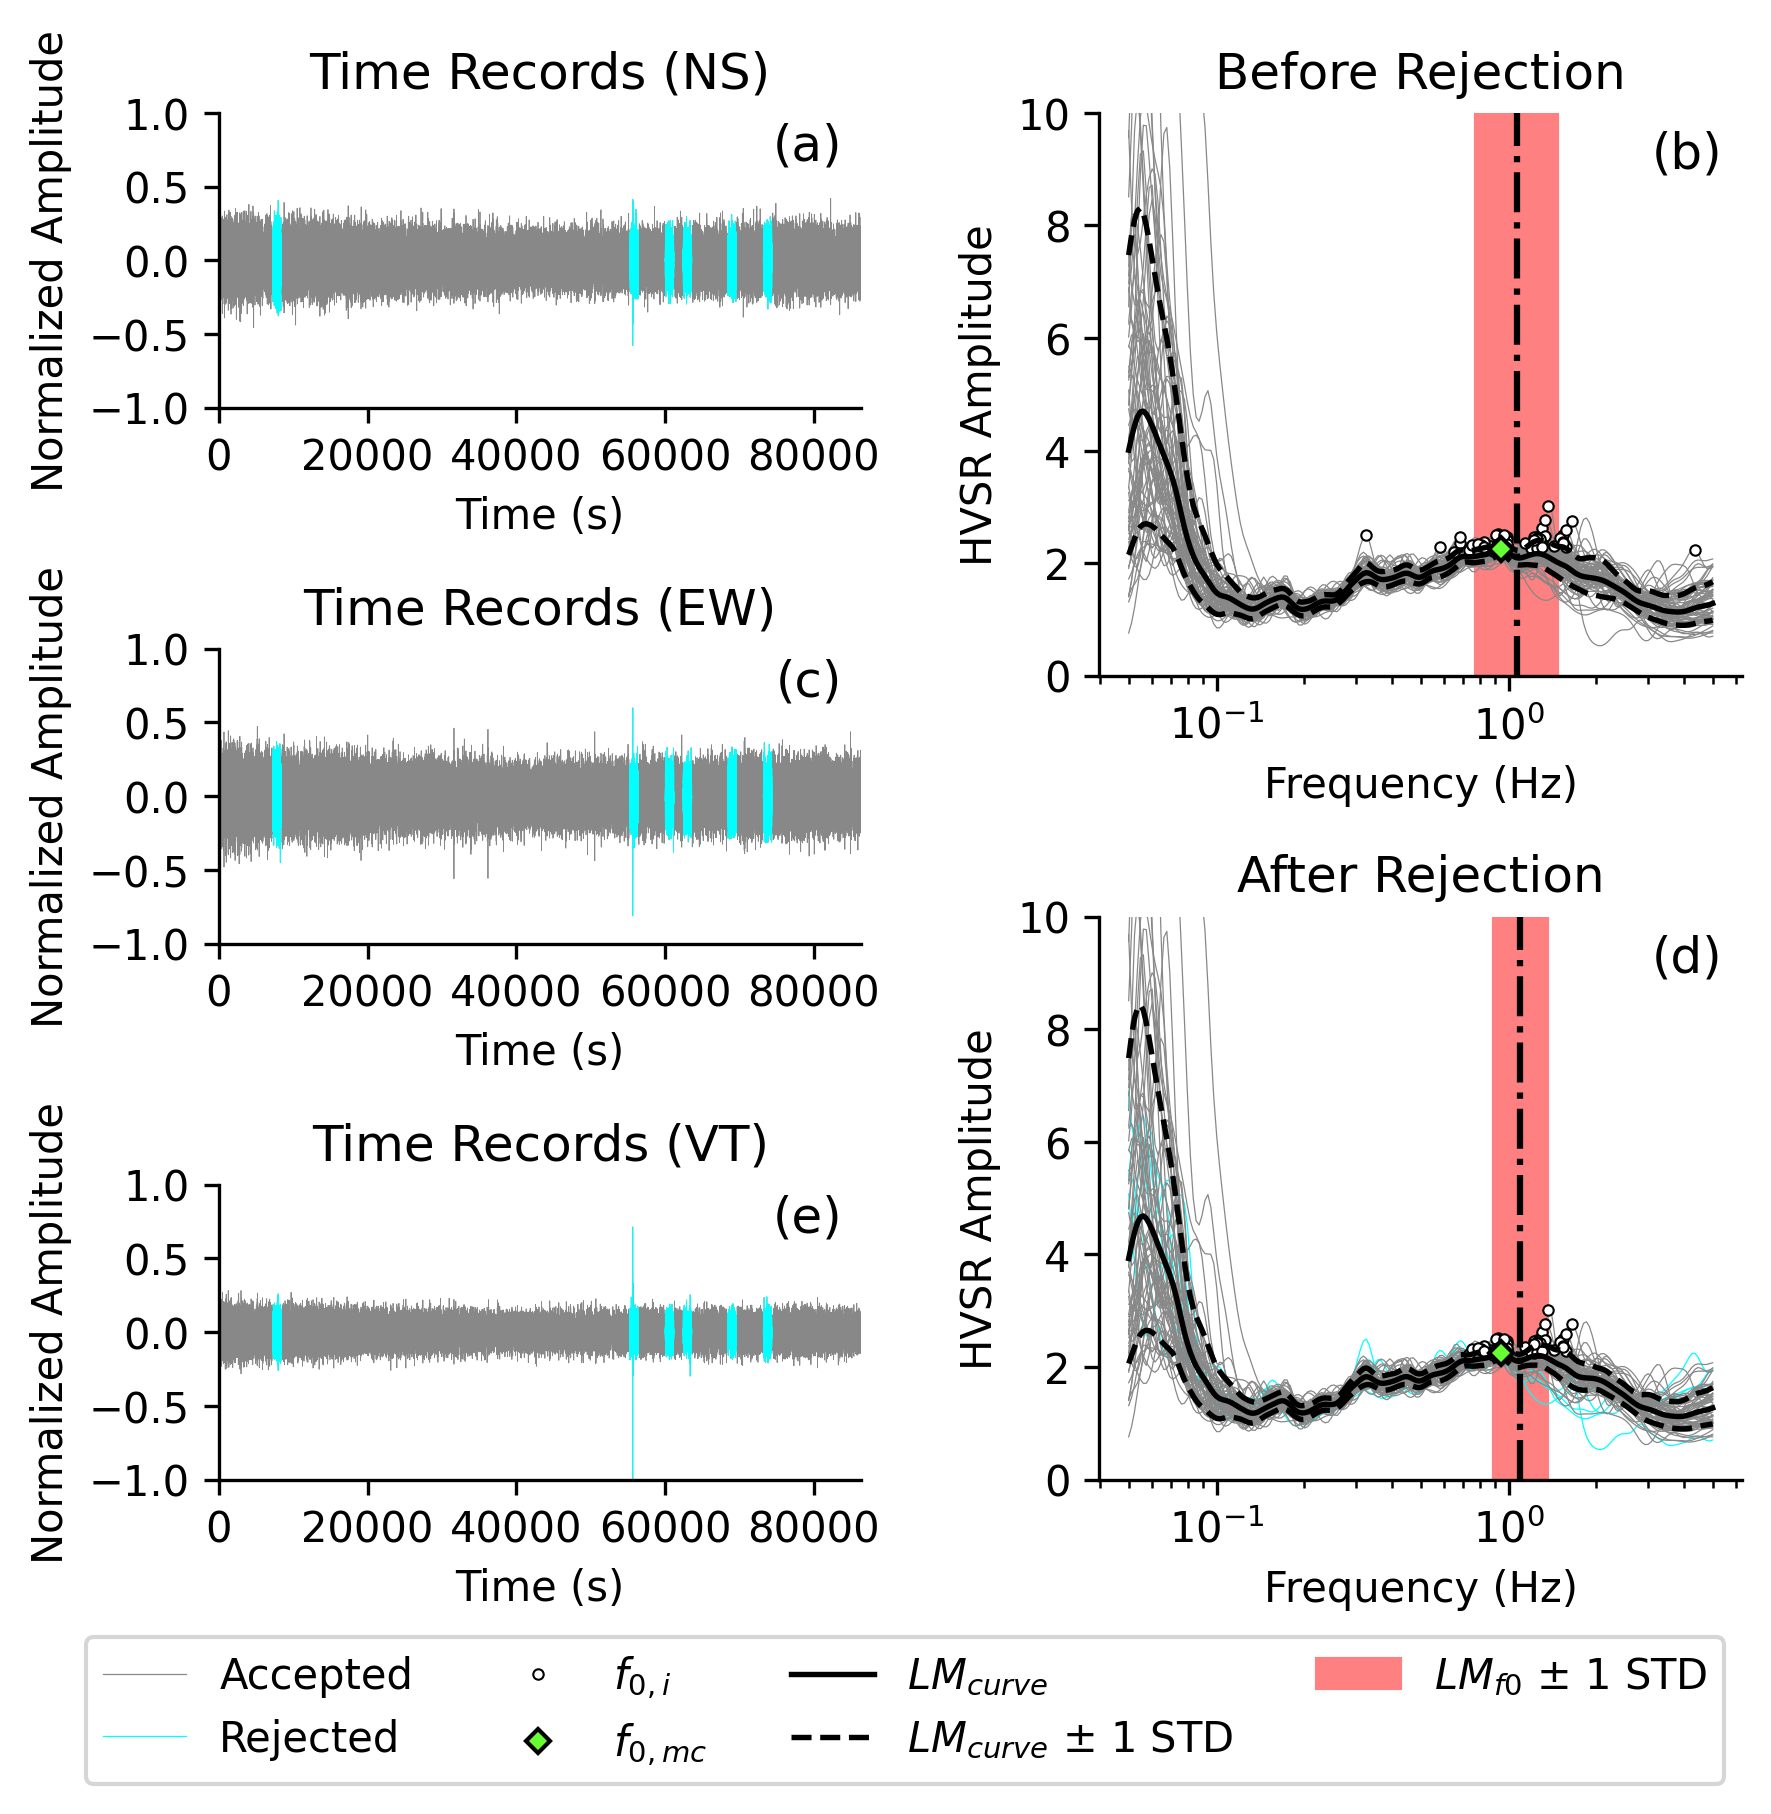 Time Records (NS)
(a)
Normalized Amplitude
1.0
0.5
0.0
−0.5
−1.0
0 20000 40000 60000 80000
Time (s)
Before Rejection
(b)
HVSR Amplitude
10
8
6
4
2
0
10⁻¹ 10⁰
Frequency (Hz)
Time Records (EW)
(c)
Normalized Amplitude
1.0
0.5
0.0
−0.5
−1.0
0 20000 40000 60000 80000
Time (s)
After Rejection
(d)
HVSR Amplitude
10
8
6
4
2
0
10⁻¹ 10⁰
Frequency (Hz)
Time Records (VT)
(e)
Normalized Amplitude
1.0
0.5
0.0
−0.5
−1.0
0 20000 40000 60000 80000
Time (s)
Accepted
Rejected
f0,i
f0,mc
LMcurve
LMcurve ± 1 STD
LMf0 ± 1 STD